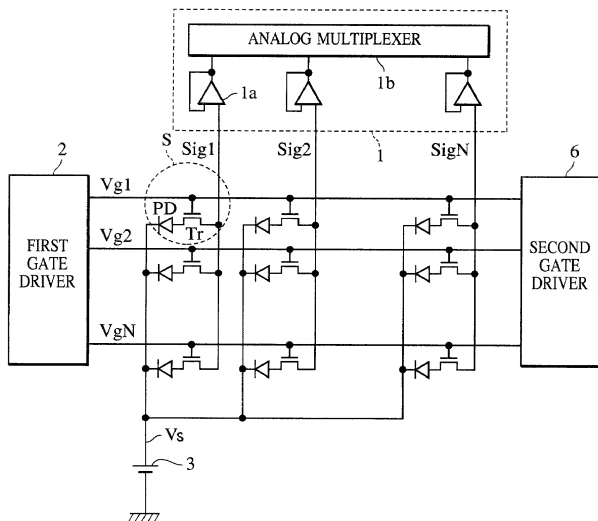 ANALOG MULTIPLEXER
1a
1b
S
Sig1
Sig2
1
SigN
2
6
Vg1
PD
Tr
FIRST
GATE
DRIVER
Vg2
SECOND
GATE
DRIVER
VgN
Vs
3